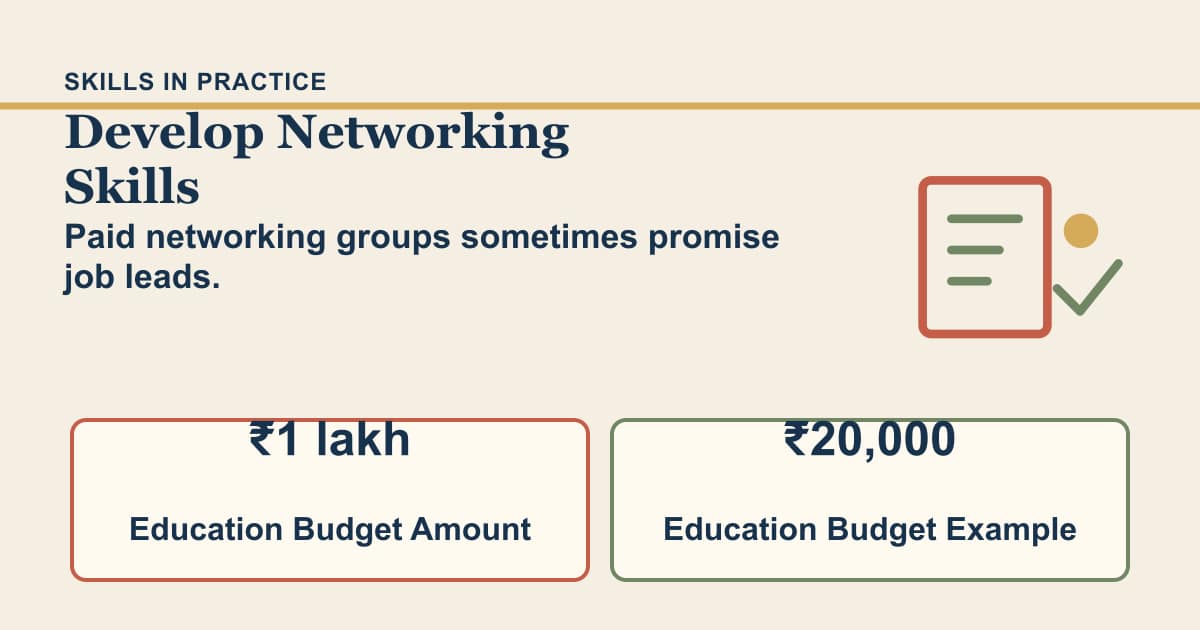 SKILLS IN PRACTICE
Develop Networking
Skills
Paid networking groups sometimes promise
job leads.
₹1 lakh
Education Budget Amount
₹20,000
Education Budget Example